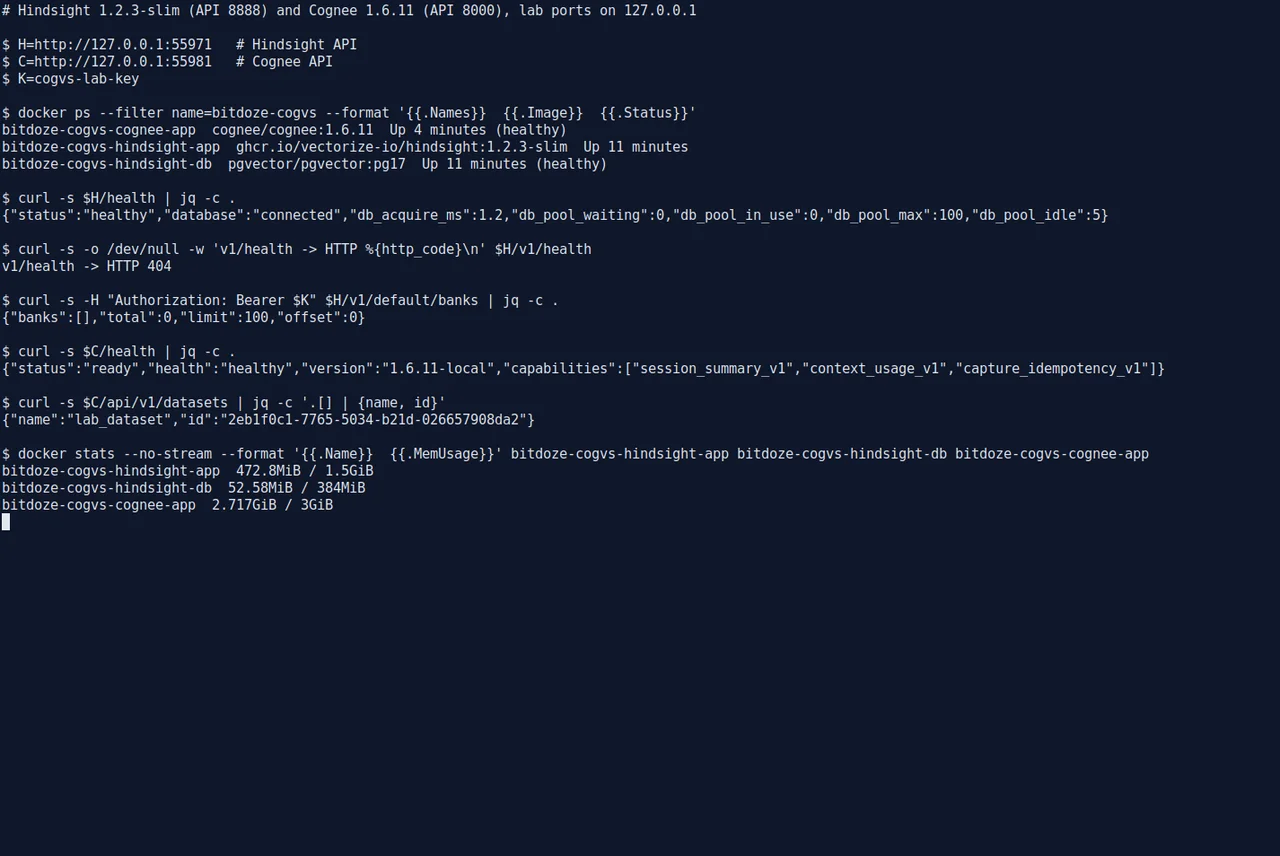 # Hindsight 1.2.3-slim (API 8888) and Cognee 1.6.11 (API 8000), lab ports on 127.0.0.1
$ H=http://127.0.0.1:55971   # Hindsight API
$ C=http://127.0.0.1:55981   # Cognee API
$ K=cogvs-lab-key
$ docker ps --filter name=bitdoze-cogvs --format '{{.Names}}  {{.Image}}  {{.Status}}'
bitdoze-cogvs-cognee-app  cognee/cognee:1.6.11  Up 4 minutes (healthy)
bitdoze-cogvs-hindsight-app  ghcr.io/vectorize-io/hindsight:1.2.3-slim  Up 11 minutes
bitdoze-cogvs-hindsight-db  pgvector/pgvector:pg17  Up 11 minutes (healthy)
$ curl -s $H/health | jq -c .
{"status":"healthy","database":"connected","db_acquire_ms":1.2,"db_pool_waiting":0,"db_pool_in_use":0,"db_pool_max":100,"db_pool_idle":5}
$ curl -s -o /dev/null -w 'v1/health -> HTTP %{http_code}\n' $H/v1/health
v1/health -> HTTP 404
$ curl -s -H "Authorization: Bearer $K" $H/v1/default/banks | jq -c .
{"banks":[],"total":0,"limit":100,"offset":0}
$ curl -s $C/health | jq -c .
{"status":"ready","health":"healthy","version":"1.6.11-local","capabilities":["session_summary_v1","context_usage_v1","capture_idempotency_v1"]}
$ curl -s $C/api/v1/datasets | jq -c '.[] | {name, id}'
{"name":"lab_dataset","id":"2eb1f0c1-7765-5034-b21d-026657908da2"}
$ docker stats --no-stream --format '{{.Name}}  {{.MemUsage}}' bitdoze-cogvs-hindsight-app bitdoze-cogvs-hindsight-db bitdoze-cogvs-cognee-app
bitdoze-cogvs-hindsight-app  472.8MiB / 1.5GiB
bitdoze-cogvs-hindsight-db  52.58MiB / 384MiB
bitdoze-cogvs-cognee-app  2.717GiB / 3GiB